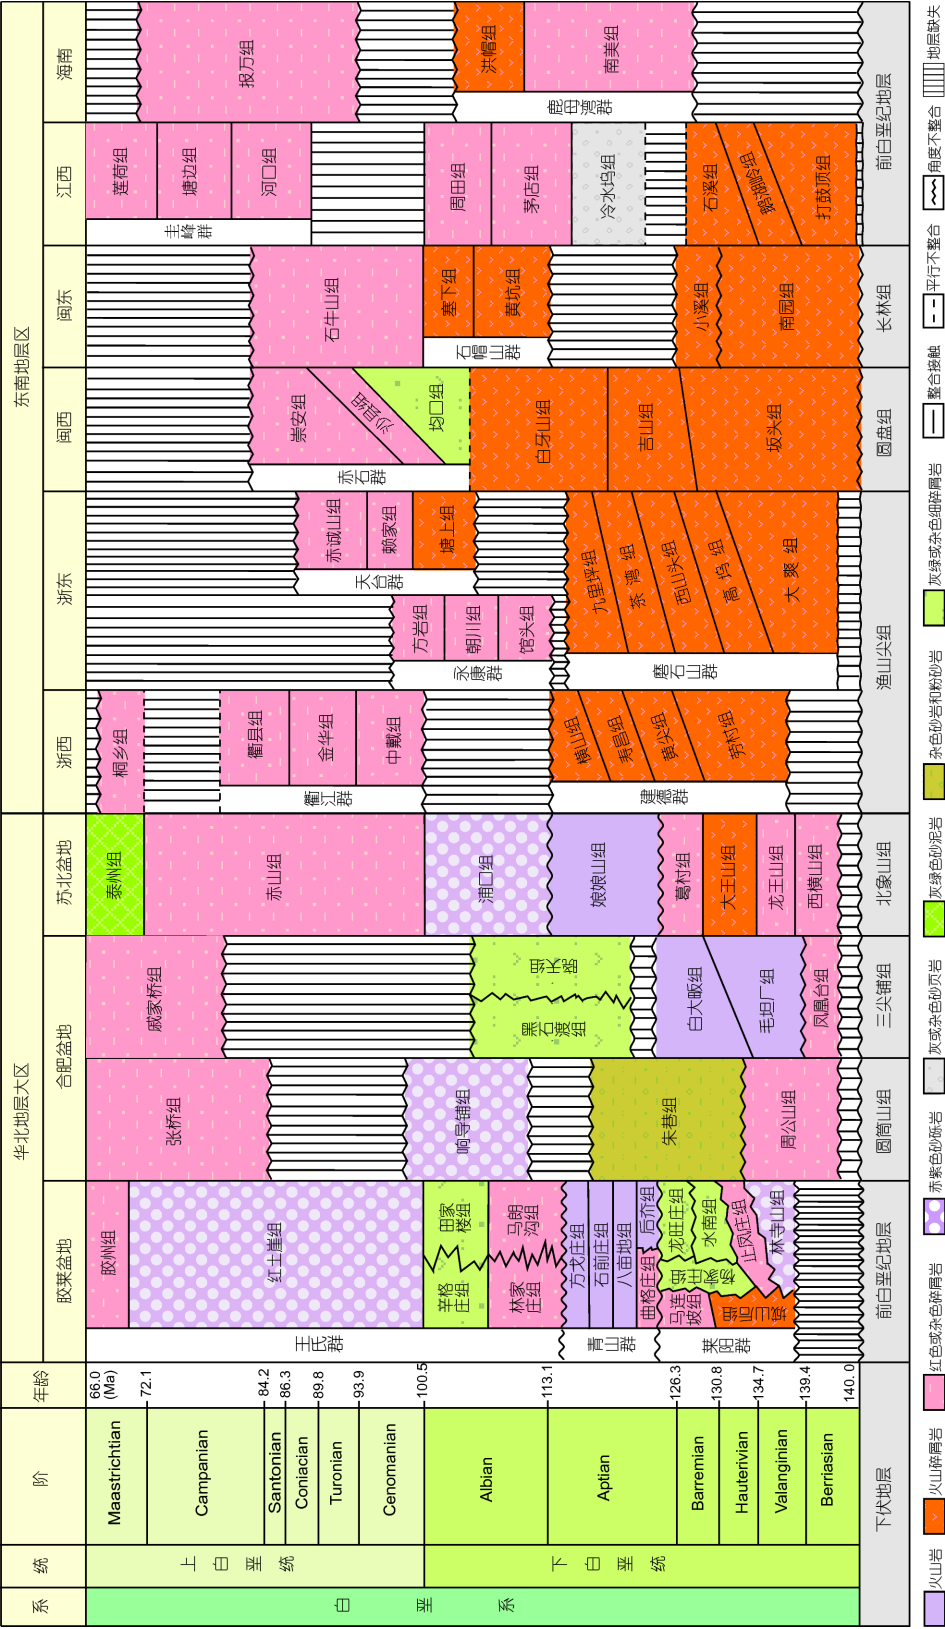 系
统
阶
年龄
华北地层大区
东南地层区
胶莱盆地
合肥盆地
苏北盆地
浙西
浙东
闽西
闽东
江西
海南
白垩系
上白垩统
下白垩统
Maastrichtian
Campanian
Santonian
Coniacian
Turonian
Cenomanian
Albian
Aptian
Barremian
Hauterivian
Valanginian
Berriasian
66.0
(Ma)
72.1
84.2
86.3
89.8
93.9
100.5
113.1
126.3
130.8
134.7
139.4
140.0
王氏群
青山群
莱阳群
胶州组
红土崖组
辛格庄组
田家楼组
林家庄组
马朗沟组
方戈庄组
石前庄组
八亩地组
后夼组
曲格庄组
马连坡组
龙旺庄组
水南组
止凤庄组
林寺山组
张桥组
响导铺组
朱巷组
周公山组
戚家桥组
黑石渡组
白大畈组
毛坦厂组
凤凰台组
泰州组
赤山组
浦口组
娘娘山组
葛村组
大王山组
龙王山组
西横山组
桐乡组
衢县组
金华组
中戴组
衢江群
横山组
寿昌组
黄尖组
劳村组
建德群
方岩组
朝川组
馆头组
永康群
赤诚山组
赖家组
塘上组
天台群
九里坪组
茶湾组
西山头组
高坞组
大爽组
磨石山群
崇安组
沙县组
均口组
赤石群
白牙山组
吉山组
坂头组
石牛山组
塞下组
黄坑组
石帽山群
小溪组
南园组
莲荷组
塘边组
河口组
圭峰群
周田组
茅店组
冷水坞组
石溪组
鹅湖岭组
打鼓顶组
报万组
洪帽组
南美组
鹿母湾群
下伏地层
前白垩纪地层
圆筒山组
三尖铺组
北象山组
渔山尖组
圆盘组
长林组
前白垩纪地层
火山岩
火山碎屑岩
红色或杂色碎屑岩
赤紫色砂砾岩
灰或杂色砂页岩
灰绿色砂泥岩
杂色砂岩和粉砂岩
灰绿或杂色细碎屑岩
整合接触
平行不整合
角度不整合
地层缺失